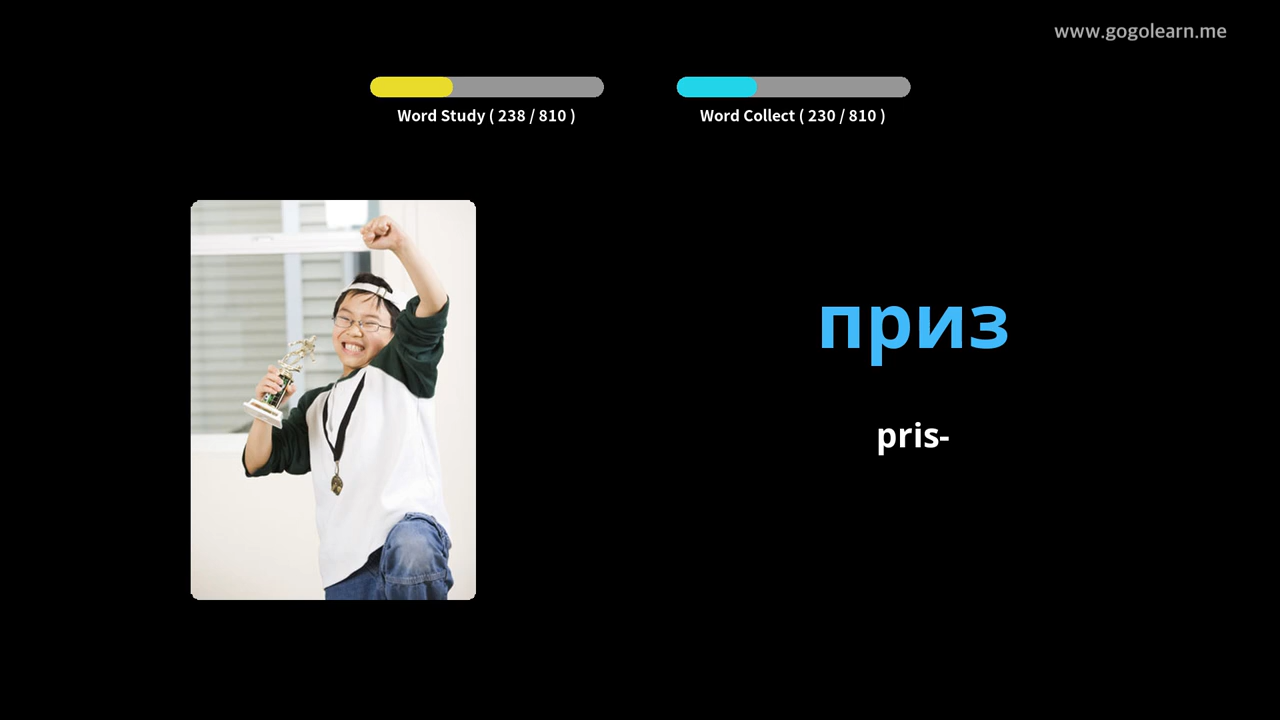 www.gogolearn.me
Word Study ( 238 / 810 )
Word Collect ( 230 / 810 )
приз
pris-